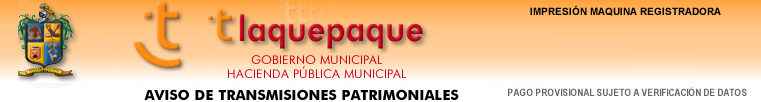 IMPRESIÓN MAQUINA REGISTRADORA
tlaquepaque
GOBIERNO MUNICIPAL
HACIENDA PÚBLICA MUNICIPAL
AVISO DE TRANSMISIONES PATRIMONIALES
PAGO PROVISIONAL SUJETO A VERIFICACIÓN DE DATOS